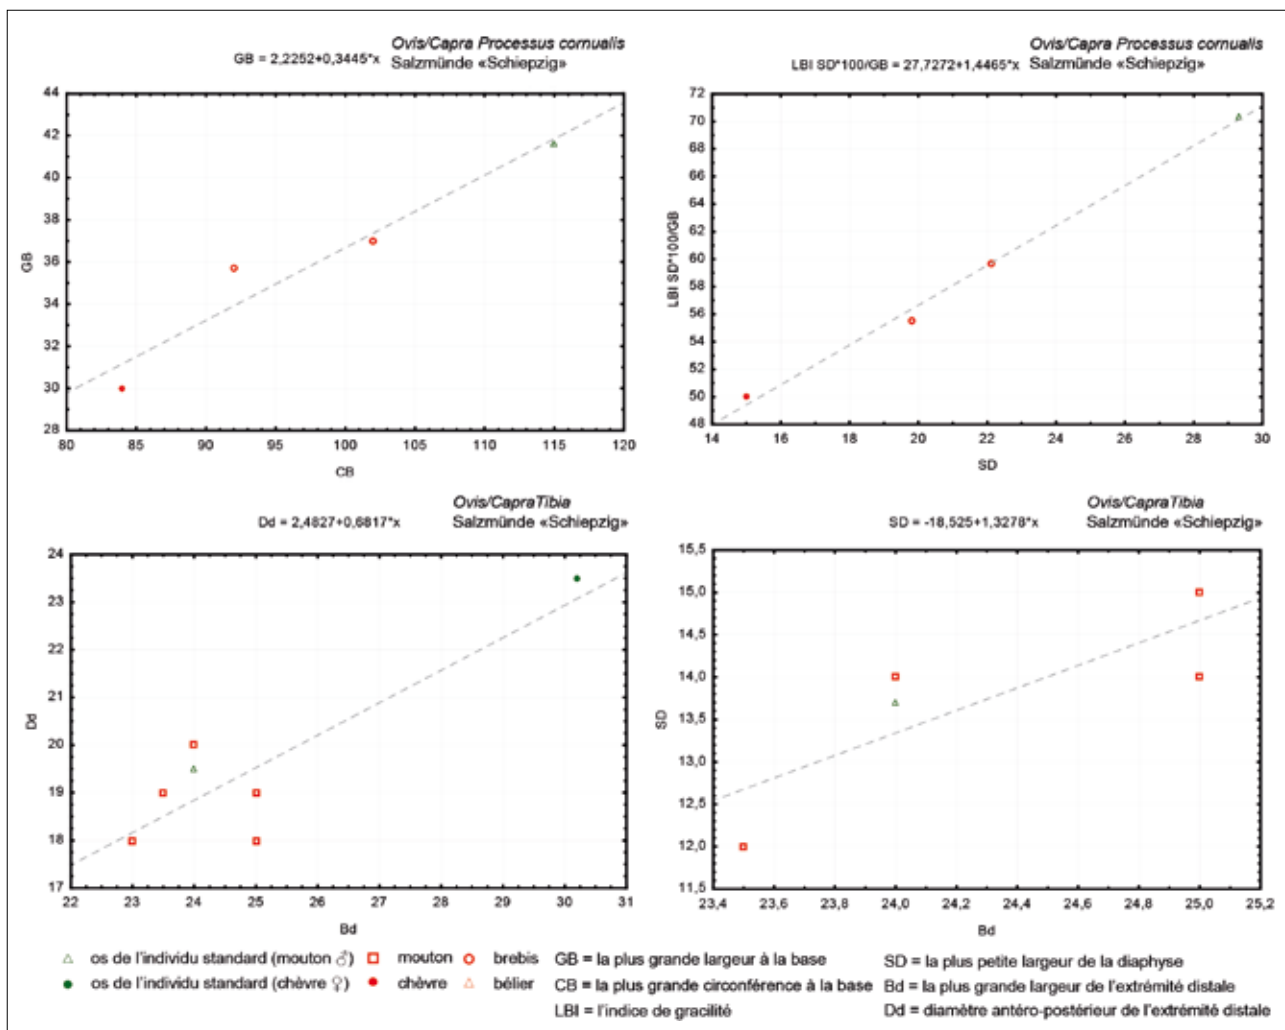 Ovis/Capra Processus cornualis
GB = 2,2252+0,3445*x
Salzmünde «Schiepzig»
44
42
40
38
36
34
32
30
28
GB
80 85 90 95 100 105 110 115 120
CB
Ovis/Capra Processus cornualis
LBI SD*100/GB = 27,7272+1,4465*x
Salzmünde «Schiepzig»
72
70
68
66
64
62
60
58
56
54
52
50
48
LBI SD*100/GB
14 16 18 20 22 24 26 28 30
SD
Ovis/CapraTibia
Dd = 2,4827+0,6817*x
Salzmünde «Schiepzig»
24
23
22
21
20
19
18
17
Dd
22 23 24 25 26 27 28 29 30 31
Bd
Ovis/CapraTibia
SD = -18,525+1,3278*x
Salzmünde «Schiepzig»
15,5
15,0
14,5
14,0
13,5
13,0
12,5
12,0
11,5
SD
23,4 23,6 23,8 24,0 24,2 24,4 24,6 24,8 25,0 25,2
Bd
os de l'individu standard (mouton ♂)
os de l'individu standard (chèvre ♀)
mouton
chèvre
brebis
bélier
GB = la plus grande largeur à la base
CB = la plus grande circonférence à la base
LBI = l'indice de gracilité
SD = la plus petite largeur de la diaphyse
Bd = la plus grande largeur de l'extrémité distale
Dd = diamètre antéro-postérieur de l'extrémité distale